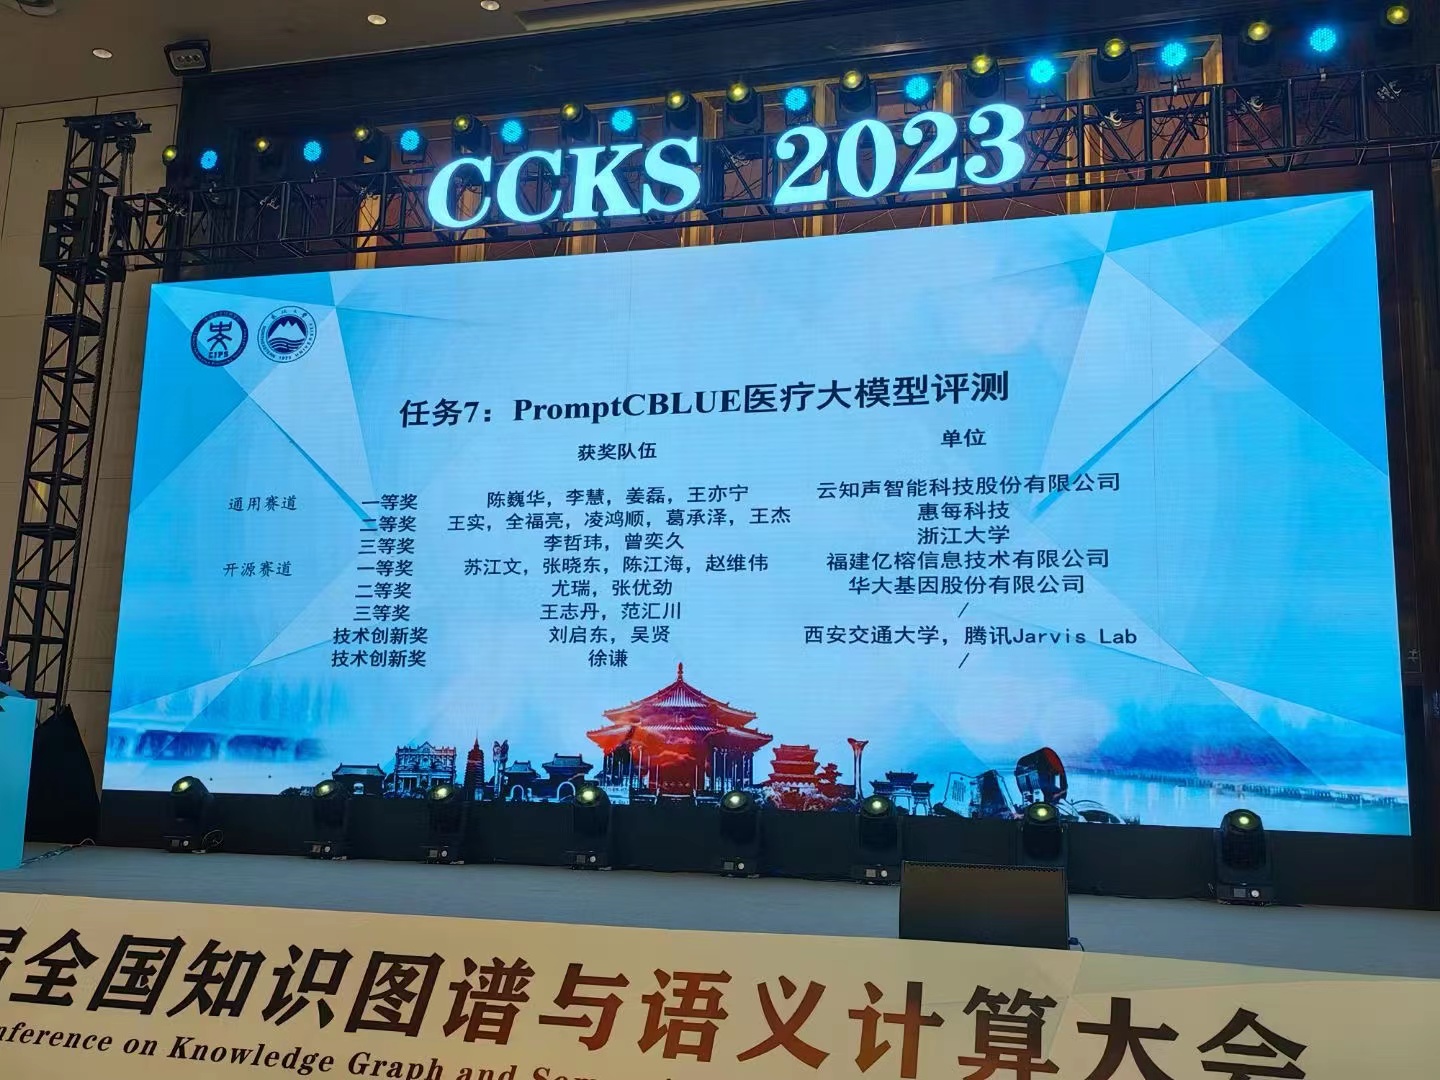 CCKS 2023
CIPS
任务7：PromptCBLUE医疗大模型评测
获奖队伍 单位
通用赛道 一等奖 陈巍华，李慧，姜磊，王亦宁 云知声智能科技股份有限公司
二等奖 王实，全福亮，凌鸿顺，葛承泽，王杰 惠每科技
三等奖 李哲玮，曾奕久 浙江大学
开源赛道 一等奖 苏江文，张晓东，陈江海，赵维伟 福建亿榕信息技术有限公司
二等奖 尤瑞，张优劲 华大基因股份有限公司
三等奖 王志丹，范汇川 /
技术创新奖 刘启东，吴贤 西安交通大学，腾讯Jarvis Lab
技术创新奖 徐谦 /
届全国知识图谱与语义计算大会
nference on Knowledge Graph and Sem